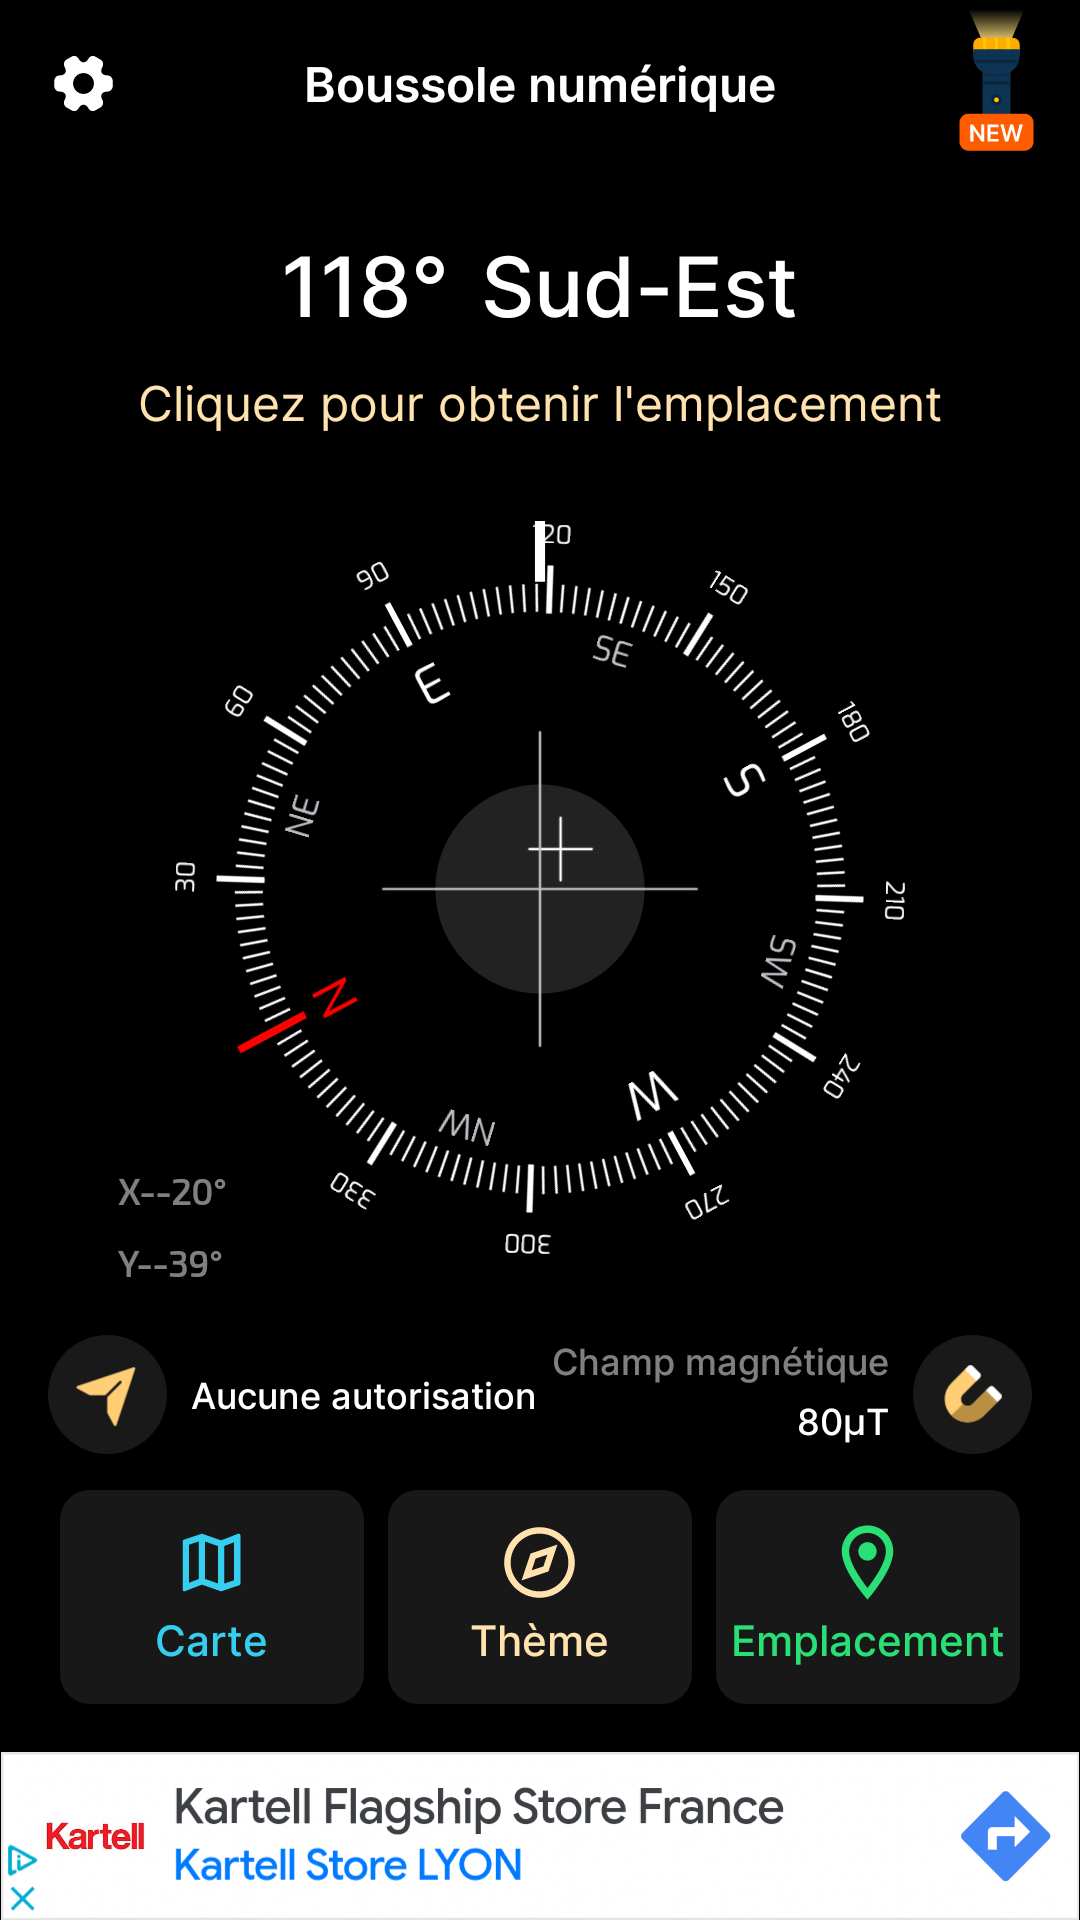 Boussole numérique
NEW
118° Sud-Est
Cliquez pour obtenir l'emplacement
20
90
150
SE
E
60
180
S
NE
30
210
SW
N
240
W
NW
330
270
300
X--20°
Y--39°
Champ magnétique
Aucune autorisation
80µT
Carte
Thème
Emplacement
Kartell Flagship Store France
Kartell
Kartell Store LYON